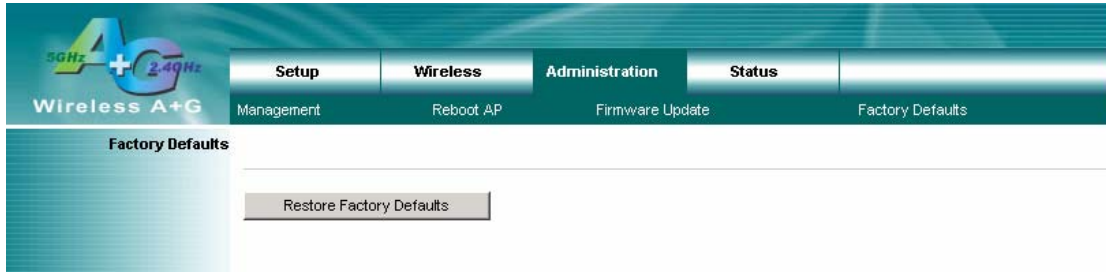 5GHz A+G 2.4GHz
Wireless A+G
Setup Wireless Administration Status
Management Reboot AP Firmware Update Factory Defaults
Factory Defaults
Restore Factory Defaults